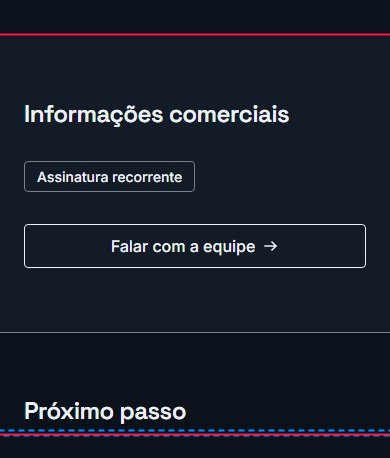 Informações comerciais
Assinatura recorrente
Falar com a equipe →
Próximo passo